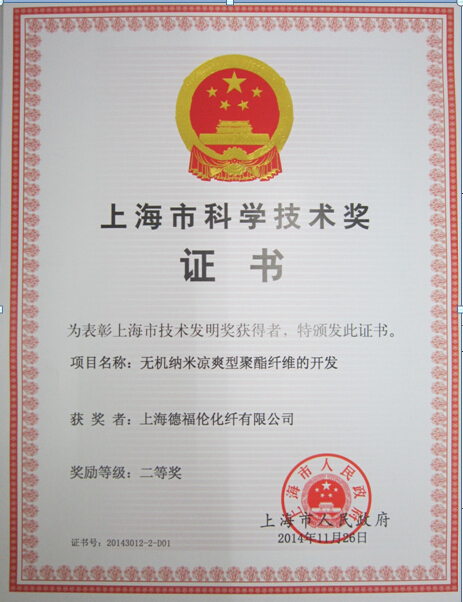 上海市科学技术奖
证书
为表彰上海市技术发明奖获得者，特颁发此证书。
项目名称：无机纳米凉爽型聚酯纤维的开发
获奖者：上海德福伦化纤有限公司
奖励等级：二等奖
上海市人民政府
上海市人民政府
2014年11月26日
证书号：20143012-2-D01